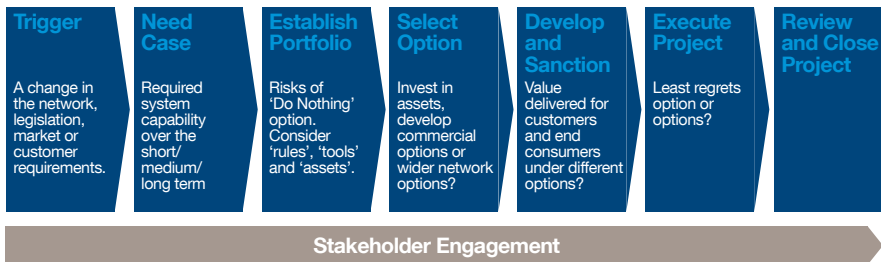 Trigger
A change in
the network,
legislation,
market or
customer
requirements.
Need
Case
Required
system
capability
over the
short/
medium/
long term
Establish
Portfolio
Risks of
‘Do Nothing’
option.
Consider
‘rules’, ‘tools’
and ‘assets’.
Select
Option
Invest in
assets,
develop
commercial
options or
wider network
options?
Develop
and
Sanction
Value
delivered for
customers
and end
consumers
under different
options?
Execute
Project
Least regrets
option or
options?
Review
and Close
Project
Stakeholder Engagement